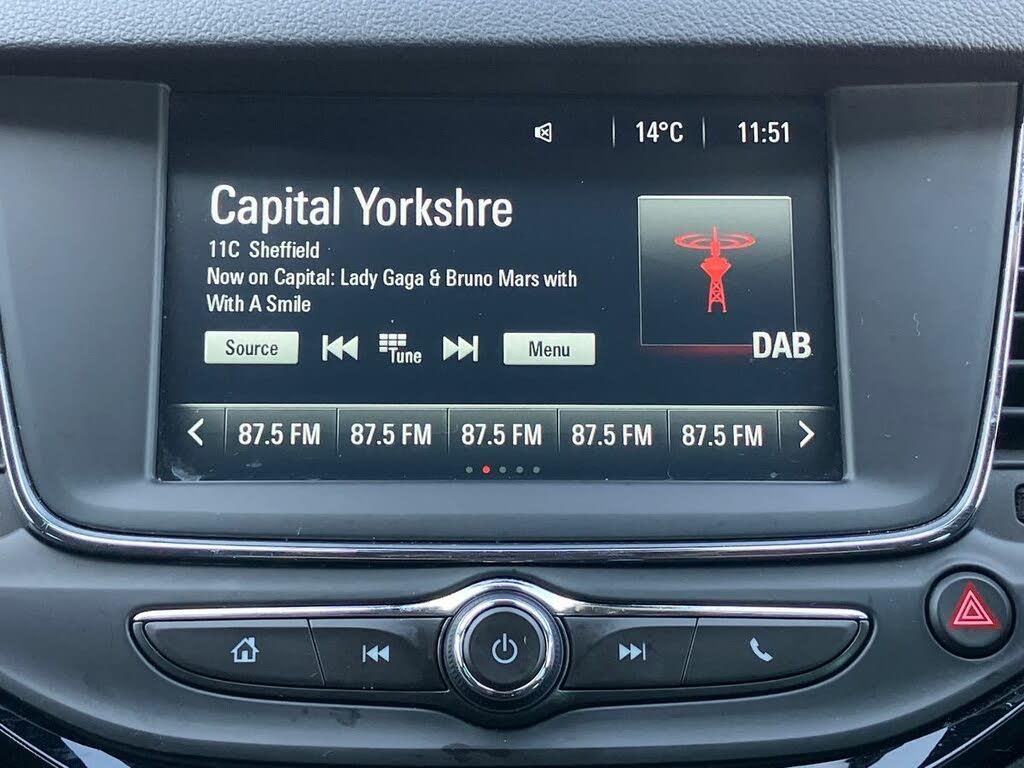 14°C 11:51
Capital Yorkshre
11C Sheffield
Now on Capital: Lady Gaga & Bruno Mars with
With A Smile
Source Tune Menu
DAB
87.5 FM 87.5 FM 87.5 FM 87.5 FM 87.5 FM